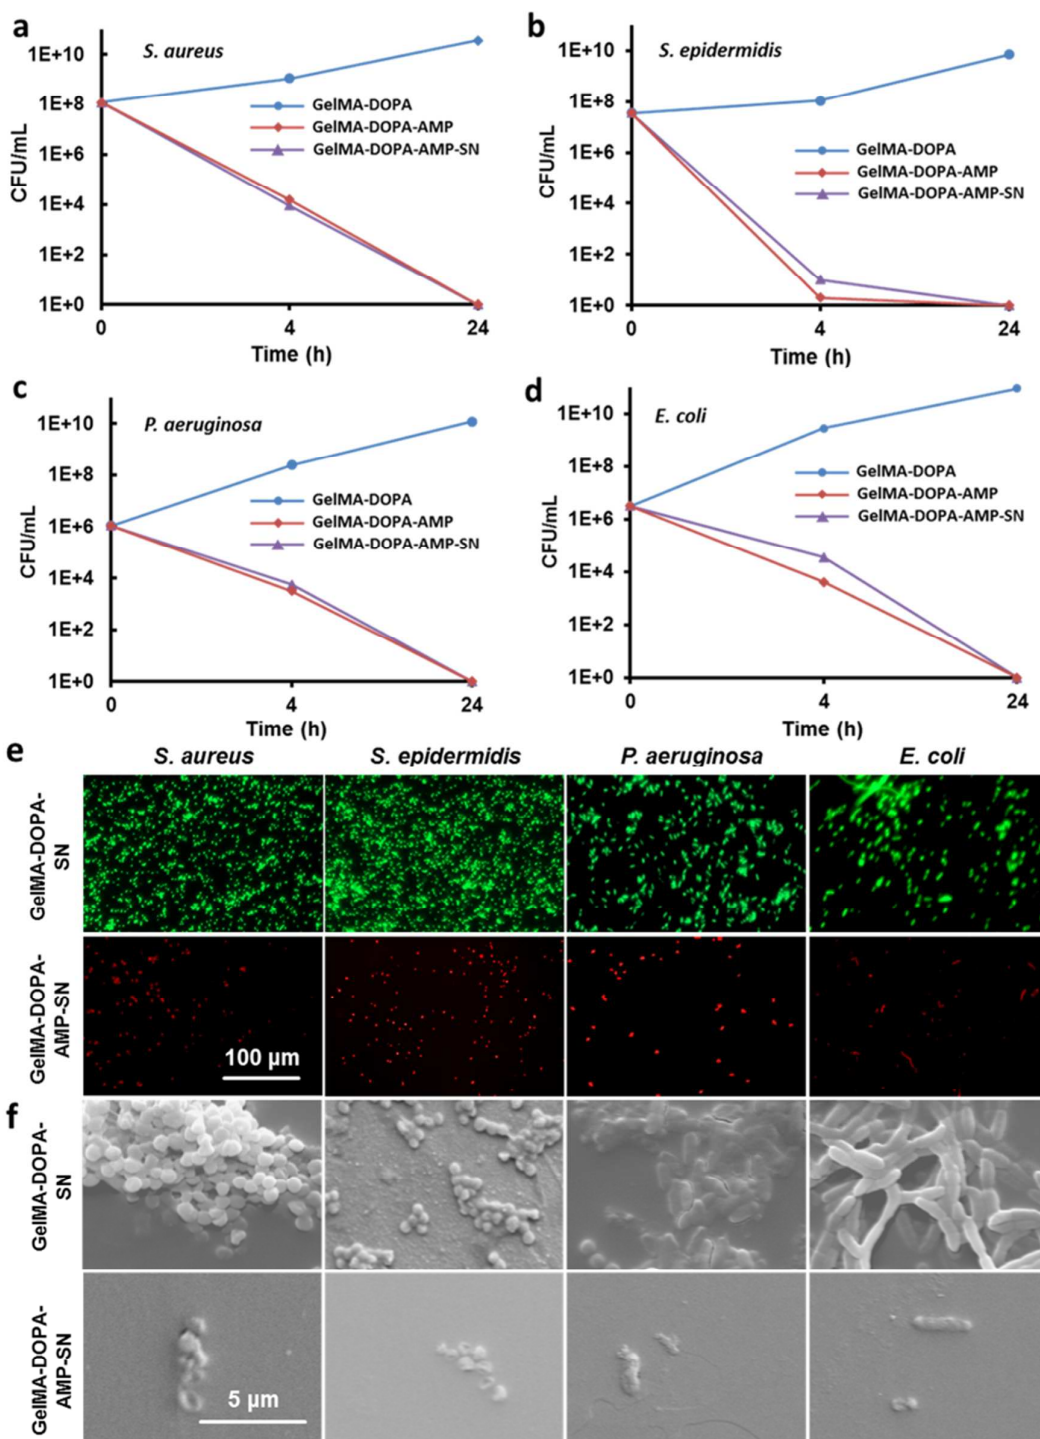 a
S. aureus
1E+10
1E+8
1E+6
1E+4
1E+2
1E+0
CFU/mL
GelMA-DOPA
GelMA-DOPA-AMP
GelMA-DOPA-AMP-SN
0
4
24
Time (h)
b
S. epidermidis
1E+10
1E+8
1E+6
1E+4
1E+2
1E+0
CFU/mL
GelMA-DOPA
GelMA-DOPA-AMP
GelMA-DOPA-AMP-SN
0
4
24
Time (h)
c
P. aeruginosa
1E+10
1E+8
1E+6
1E+4
1E+2
1E+0
CFU/mL
GelMA-DOPA
GelMA-DOPA-AMP
GelMA-DOPA-AMP-SN
0
4
24
Time (h)
d
E. coli
1E+10
1E+8
1E+6
1E+4
1E+2
1E+0
CFU/mL
GelMA-DOPA
GelMA-DOPA-AMP
GelMA-DOPA-AMP-SN
0
4
24
Time (h)
e
S. aureus
S. epidermidis
P. aeruginosa
E. coli
GelMA-DOPA-
SN
GelMA-DOPA-
AMP-SN
100 µm
f
GelMA-DOPA-
SN
GelMA-DOPA-
AMP-SN
5 µm